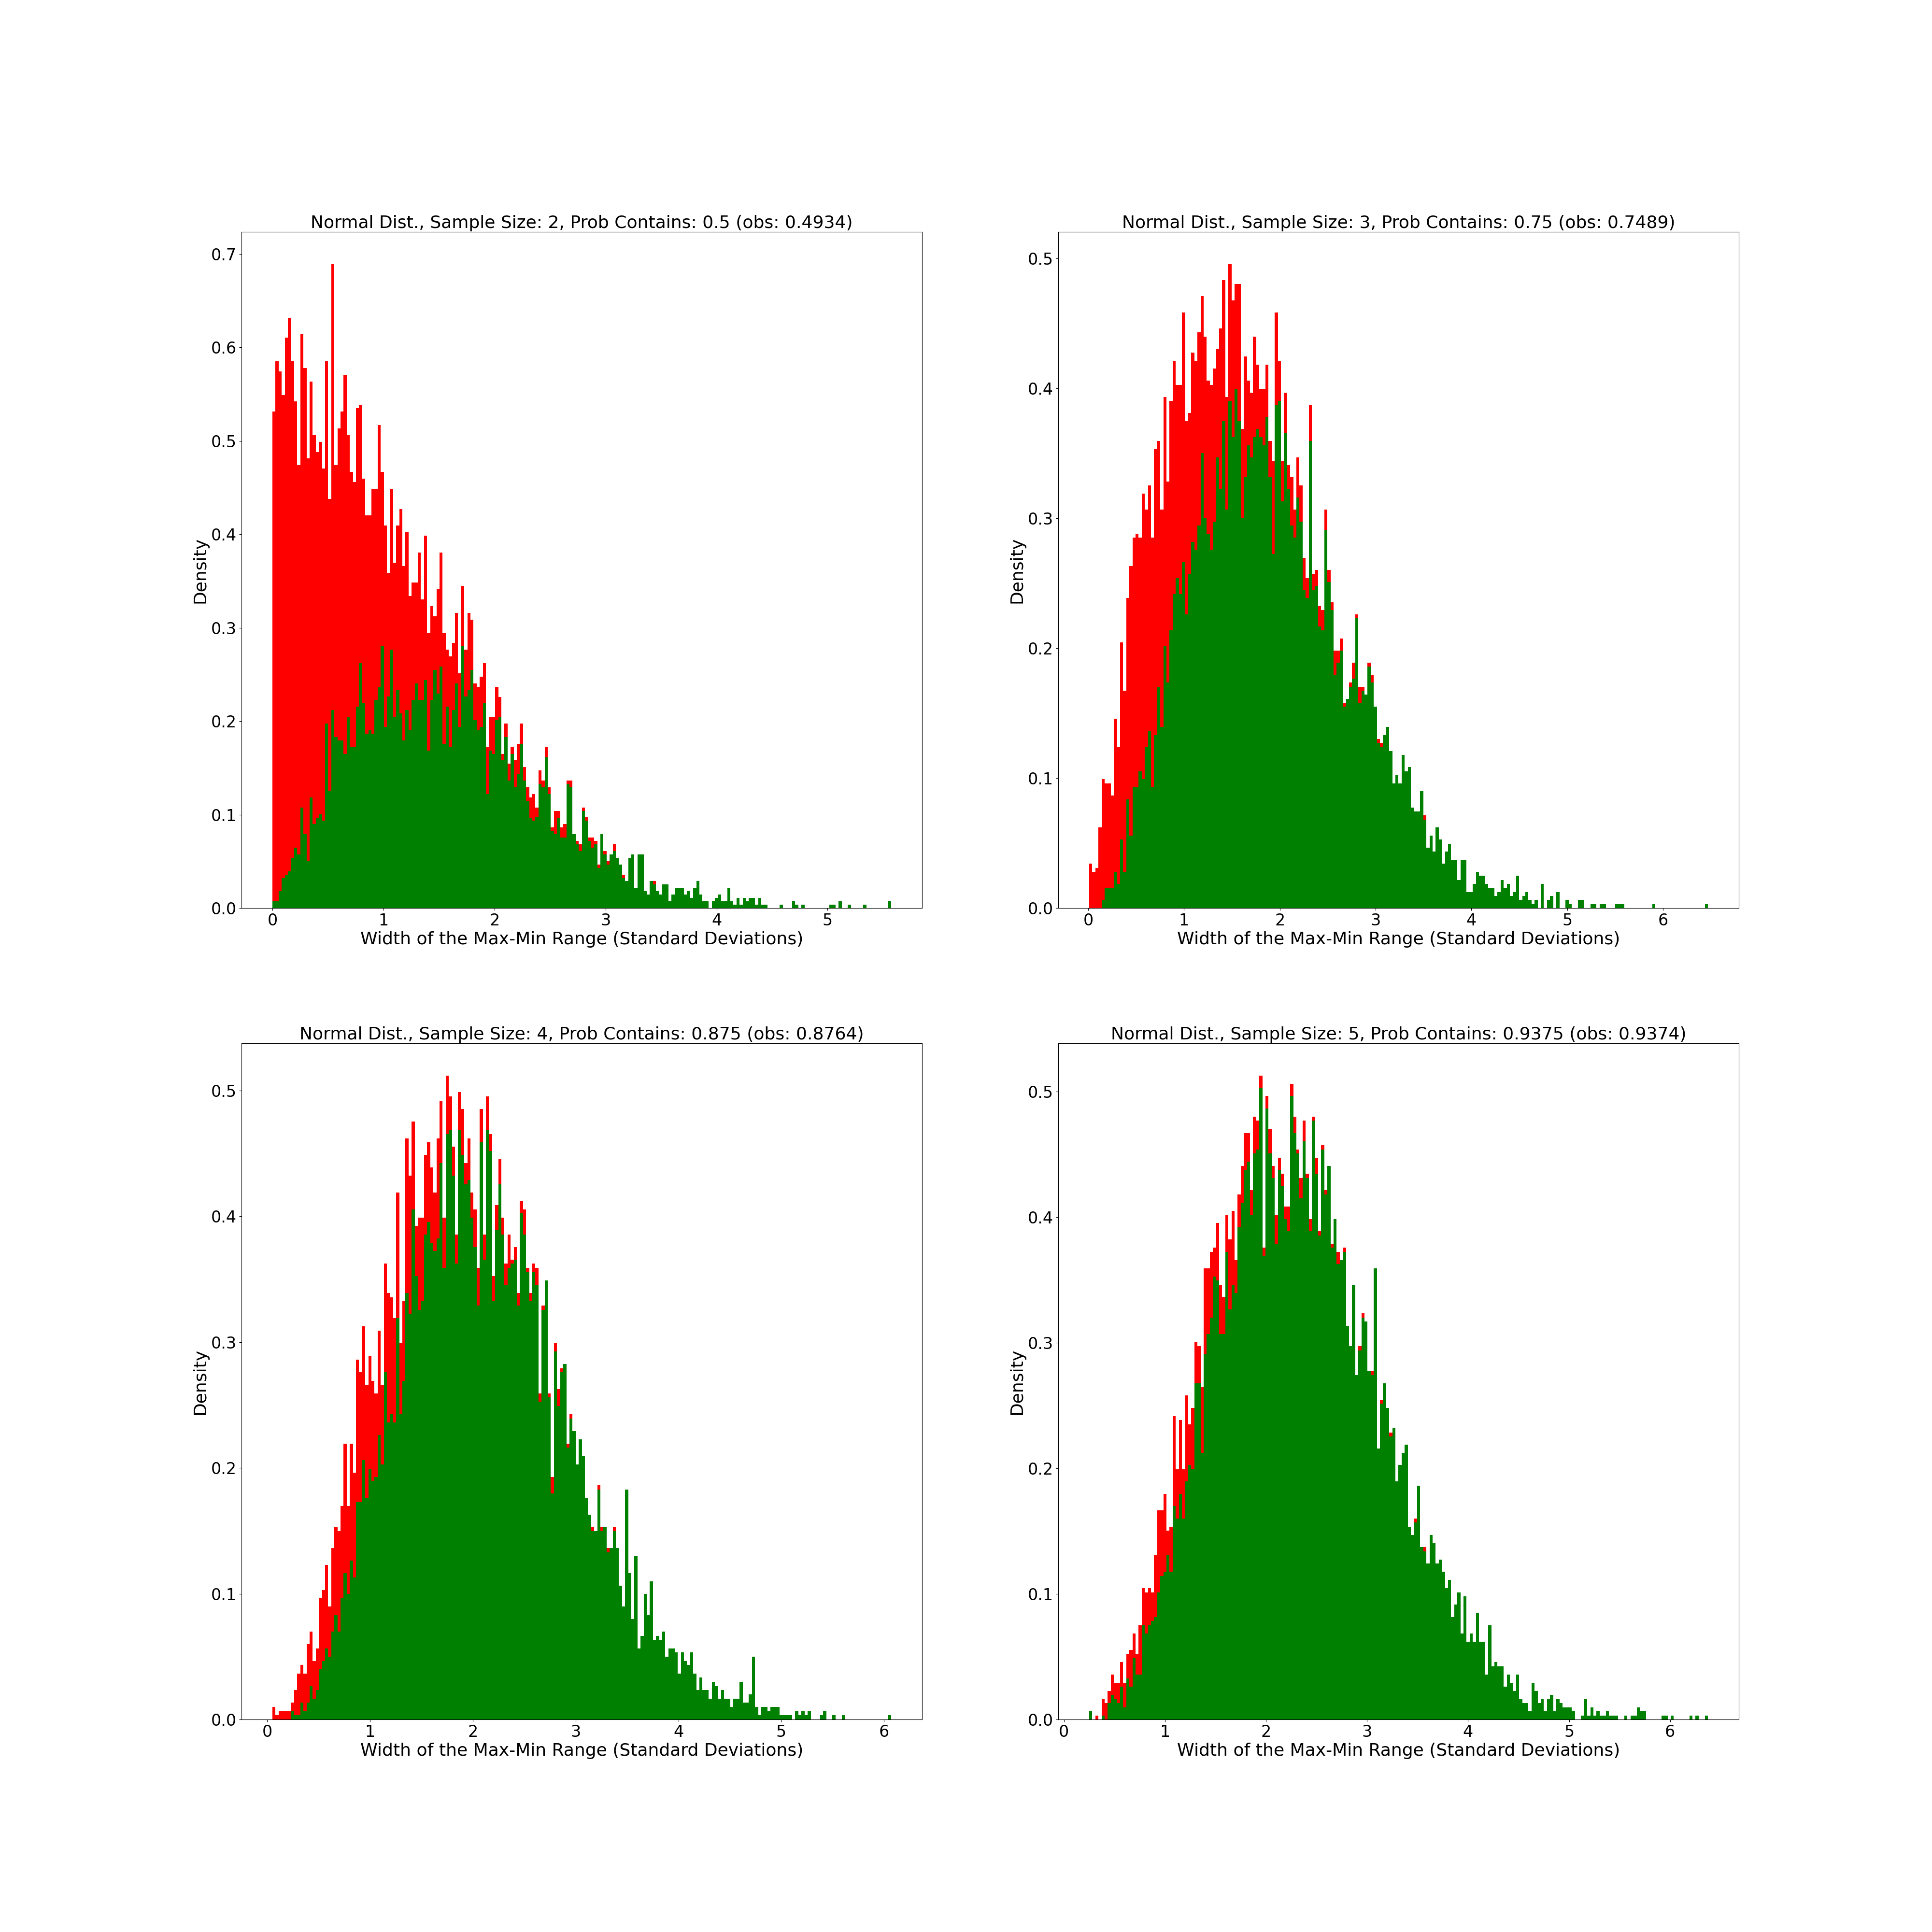 Normal Dist., Sample Size: 2, Prob Contains: 0.5 (obs: 0.4934)
0.7
0.6
0.5
0.4
0.3
0.2
0.1
0.0
Density
0 1 2 3 4 5
Width of the Max-Min Range (Standard Deviations)
Normal Dist., Sample Size: 3, Prob Contains: 0.75 (obs: 0.7489)
0.5
0.4
0.3
0.2
0.1
0.0
Density
0 1 2 3 4 5 6
Width of the Max-Min Range (Standard Deviations)
Normal Dist., Sample Size: 4, Prob Contains: 0.875 (obs: 0.8764)
0.5
0.4
0.3
0.2
0.1
0.0
Density
0 1 2 3 4 5 6
Width of the Max-Min Range (Standard Deviations)
Normal Dist., Sample Size: 5, Prob Contains: 0.9375 (obs: 0.9374)
0.5
0.4
0.3
0.2
0.1
0.0
Density
0 1 2 3 4 5 6
Width of the Max-Min Range (Standard Deviations)